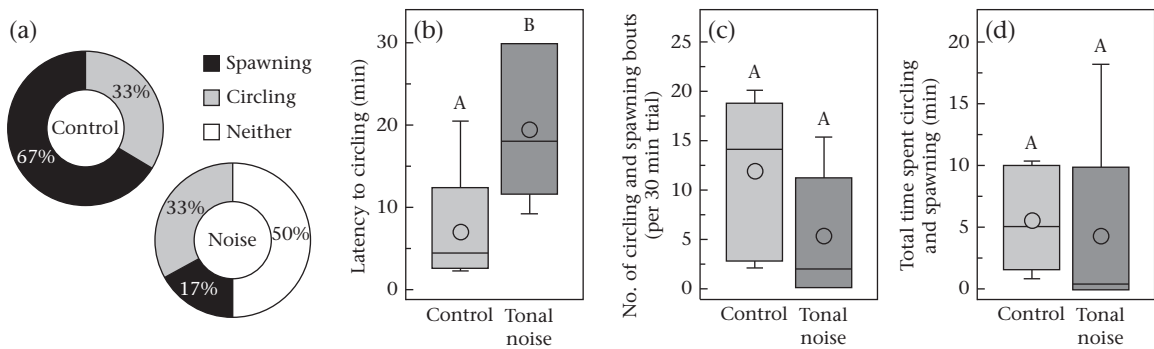 (a)
Spawning
Circling
Neither
33%
Control
67%
33%
Noise
50%
17%
(b)
Latency to circling (min)
30
20
10
0
A
B
Control
Tonal
noise
(c)
No. of circling and spawning bouts
(per 30 min trial)
25
20
15
10
5
0
A
A
Control
Tonal
noise
(d)
Total time spent circling
and spawning (min)
20
15
10
5
0
A
A
Control
Tonal
noise